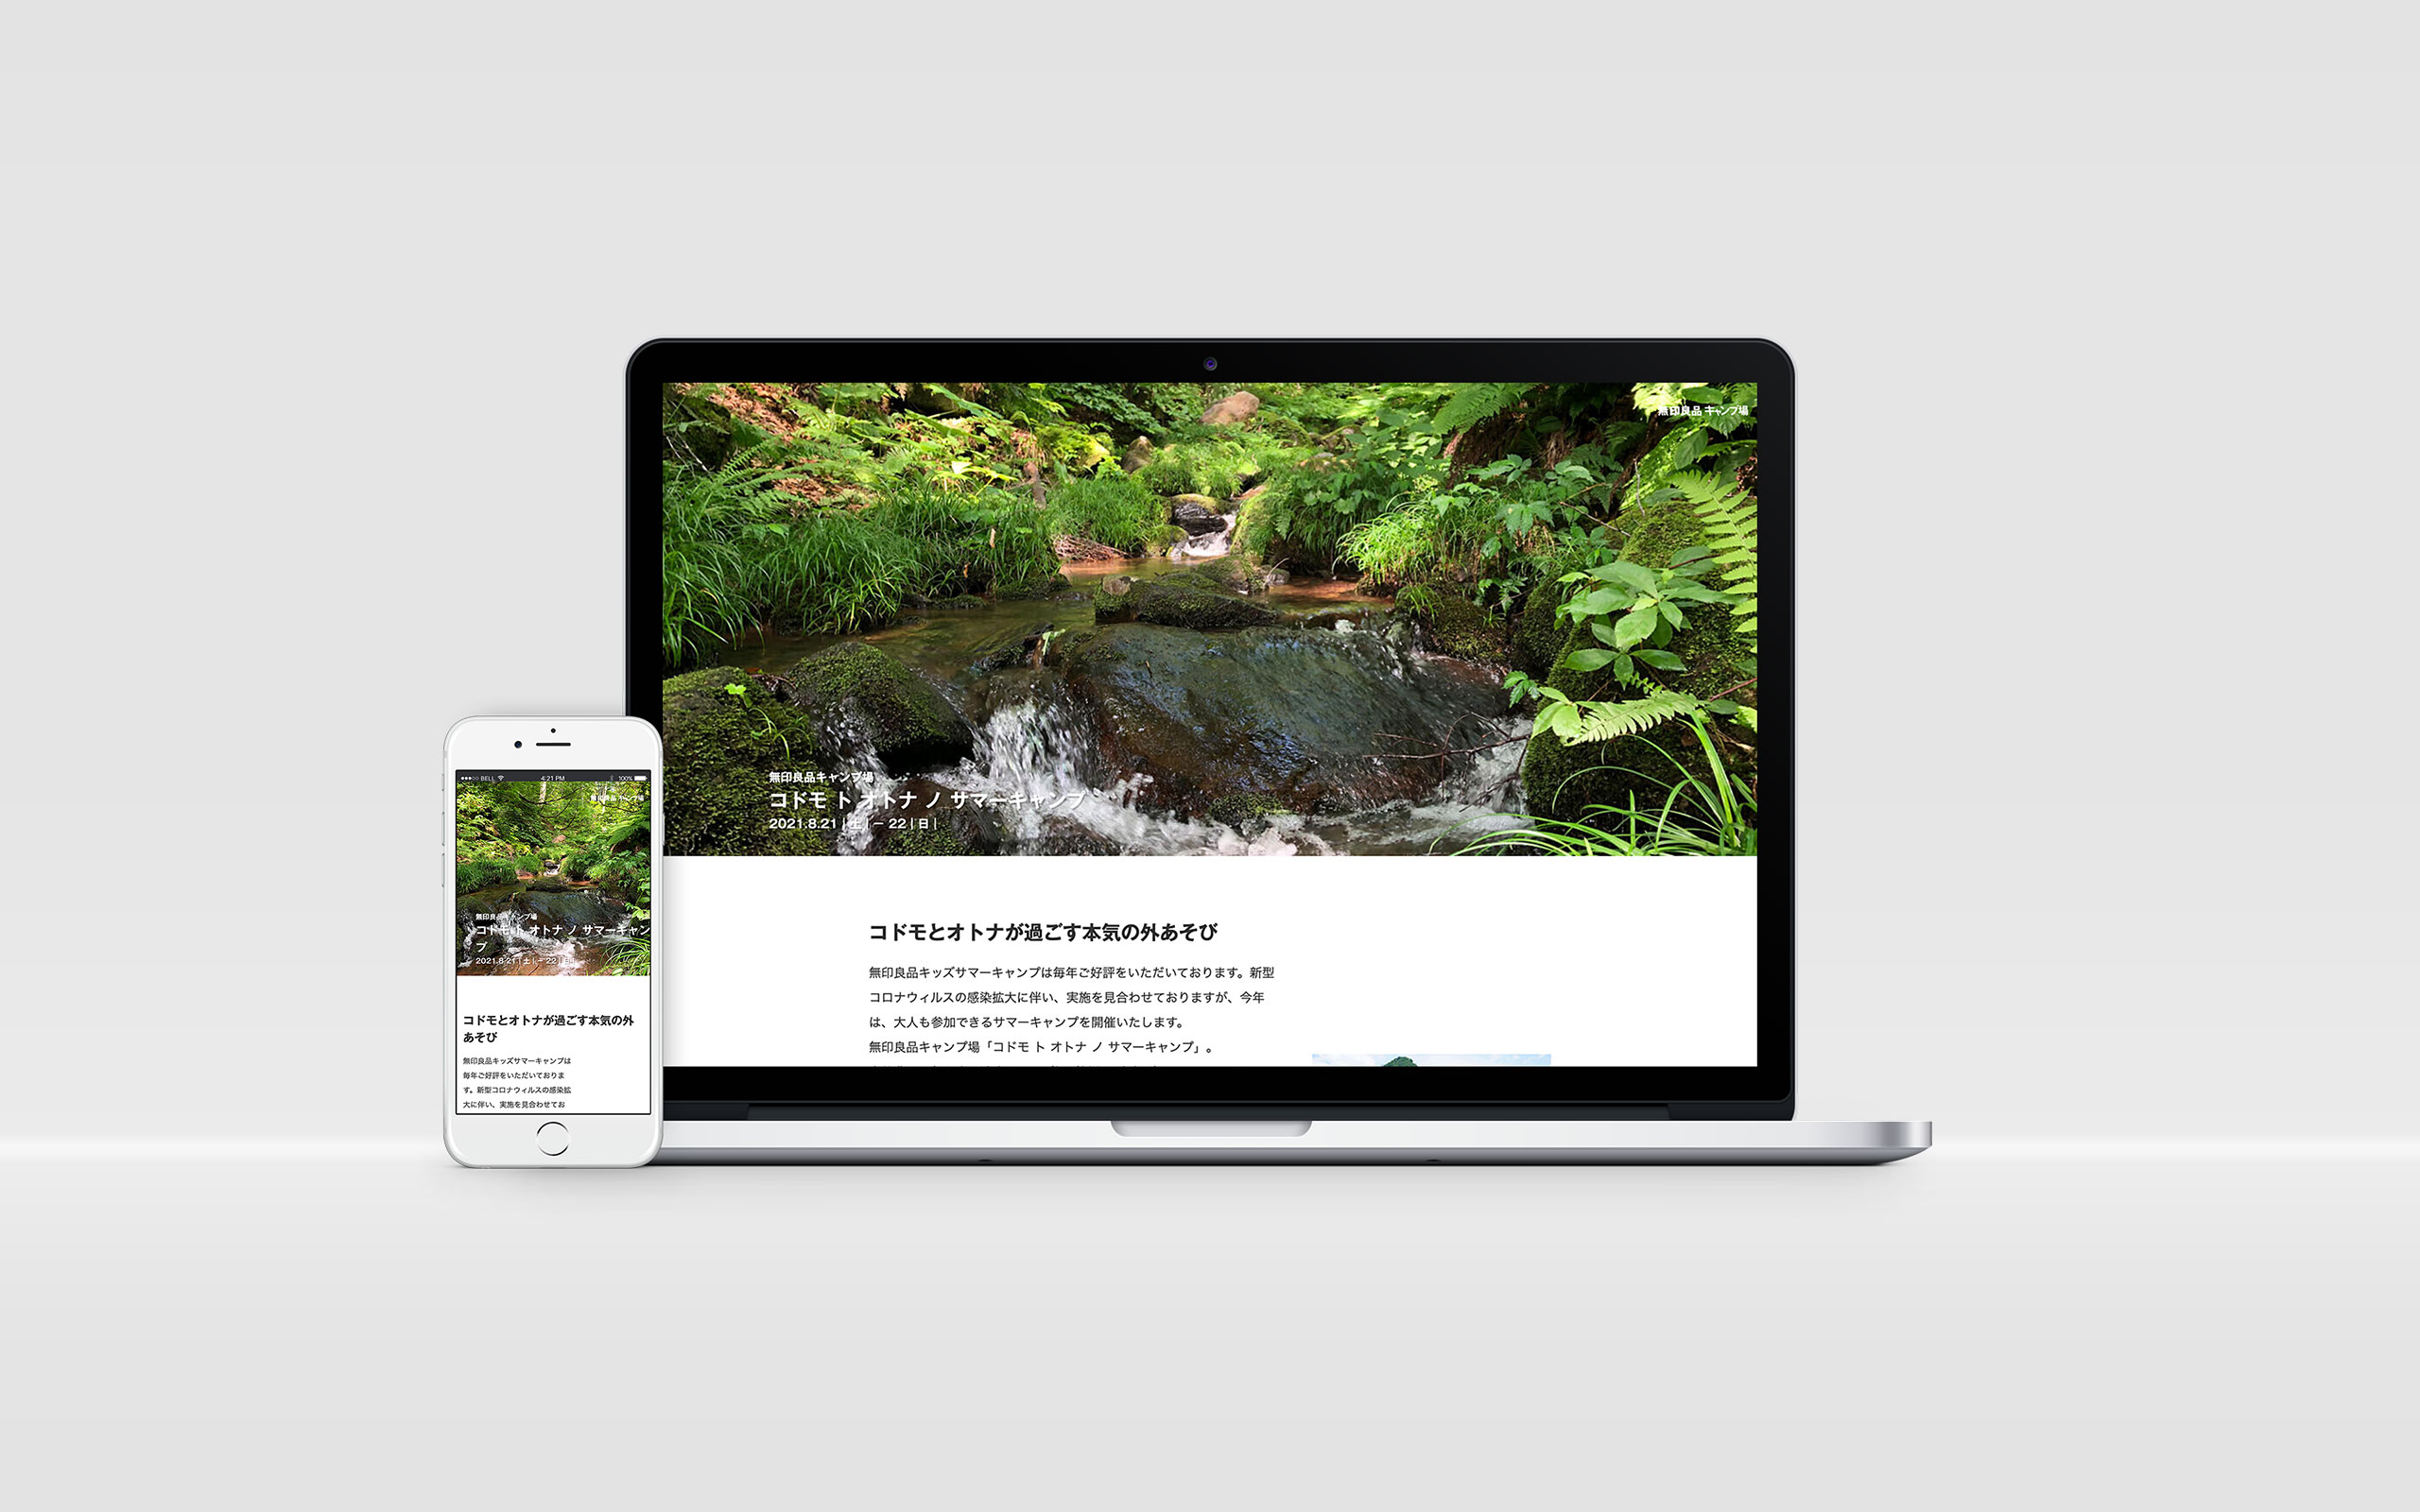 無印良品 キャンプ場
無印良品キャンプ場
コドモ ト オトナ ノ サマーキャンプ
2021.8.21 | 土 | − 22 | 日 |
コドモとオトナが過ごす本気の外あそび
無印良品キッズサマーキャンプは毎年ご好評をいただいております。新型
コロナウィルスの感染拡大に伴い、実施を見合わせておりますが、今年
は、大人も参加できるサマーキャンプを開催いたします。
無印良品キャンプ場「コドモ ト オトナ ノ サマーキャンプ」。
BELL 4:21 PM 100%
無印良品 キャンプ場
無印良品キャンプ場
コドモ ト オトナ ノ サマーキャン
プ
2021.8.21 | 土 | − 22 | 日 |
コドモとオトナが過ごす本気の外
あそび
無印良品キッズサマーキャンプは
毎年ご好評をいただいておりま
す。新型コロナウィルスの感染拡
大に伴い、実施を見合わせてお